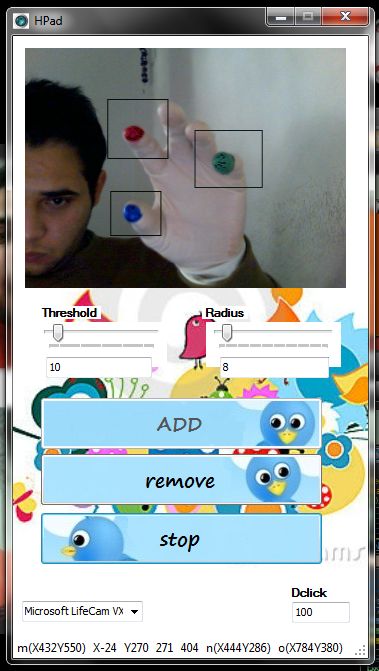 HPad
Threshold Radius
10 8
ADD
remove
stop
Dclick
Microsoft LifeCam VX 100
m(X432Y550) X-24 Y270 271 404 n(X444Y286) o(X784Y380)